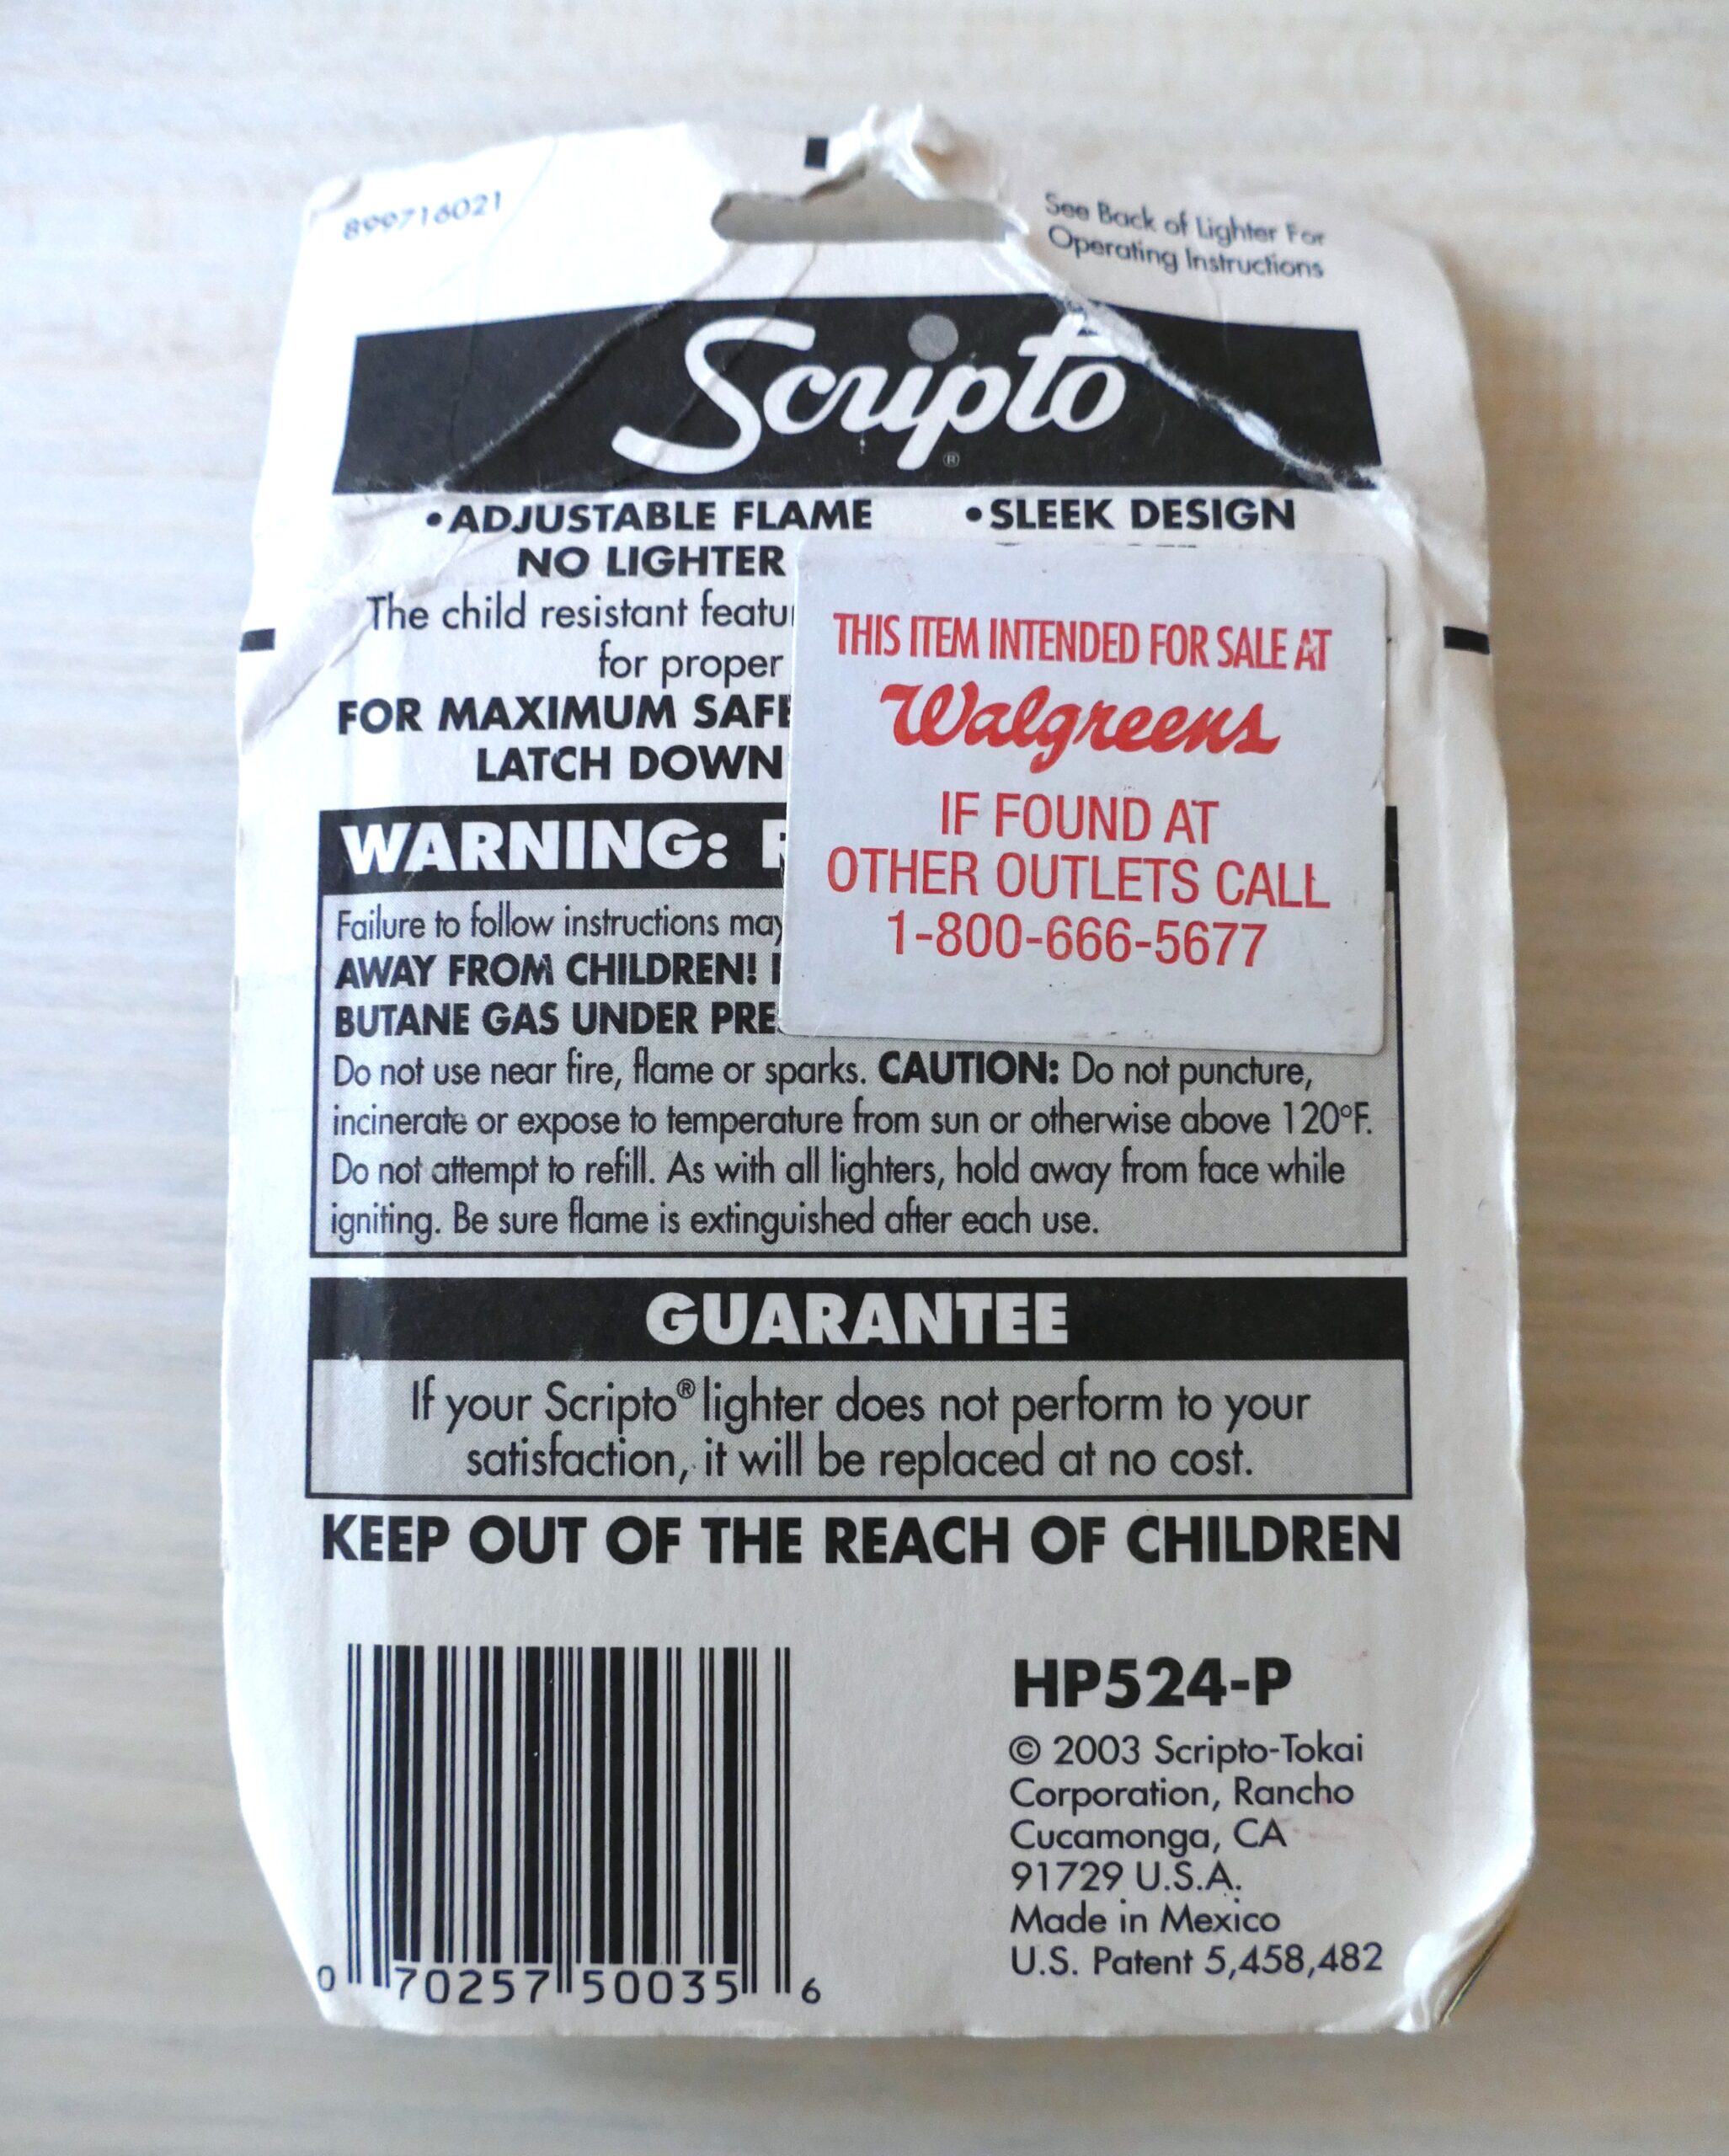 899716021
See Back of Lighter For
Operating Instructions
Scripto®
•ADJUSTABLE FLAME •SLEEK DESIGN
NO LIGHTER
The child resistant
for proper
FOR MAXIMUM
LATCH DOWN
THIS ITEM INTENDED FOR SALE AT
Walgreens
IF FOUND AT
OTHER OUTLETS CALL
1-800-666-5677
WARNING:
Failure to follow instructions may
AWAY FROM CHILDREN!
BUTANE GAS UNDER
Do not use near fire, flame or sparks. CAUTION: Do not puncture,
incinerate or expose to temperature from sun or otherwise above 120°F.
Do not attempt to refill. As with all lighters, hold away from face while
igniting. Be sure flame is extinguished after each use.
GUARANTEE
If your Scripto® lighter does not perform to your
satisfaction, it will be replaced at no cost.
KEEP OUT OF THE REACH OF CHILDREN
0 70257 50035 6
HP524-P
© 2003 Scripto-Tokai
Corporation, Rancho
Cucamonga, CA
91729 U.S.A.
Made in Mexico
U.S. Patent 5,458,482